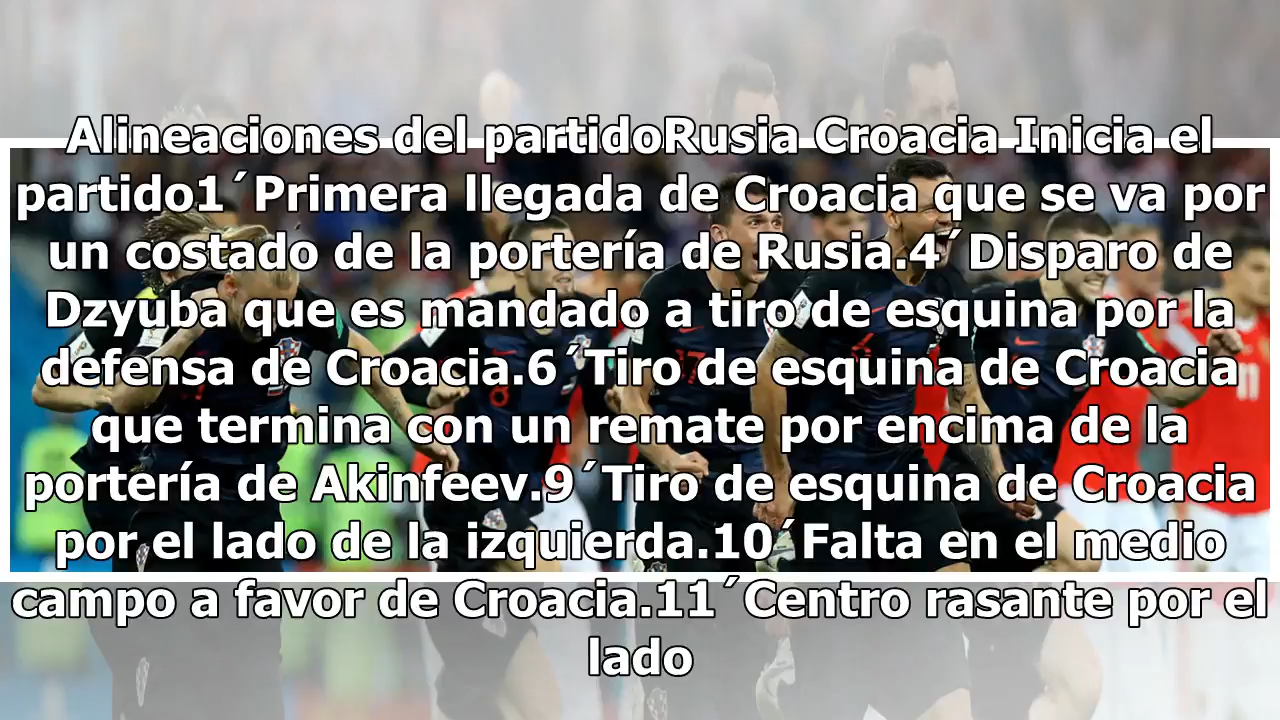 Alineaciones del partidoRusia Croacia Inicia el
partido1´Primera llegada de Croacia que se va por
un costado de la portería de Rusia.4´Disparo de
Dzyuba que es mandado a tiro de esquina por la
defensa de Croacia.6´Tiro de esquina de Croacia
que termina con un remate por encima de la
portería de Akinfeev.9´Tiro de esquina de Croacia
por el lado de la izquierda.10´Falta en el medio
campo a favor de Croacia.11´Centro rasante por el
lado